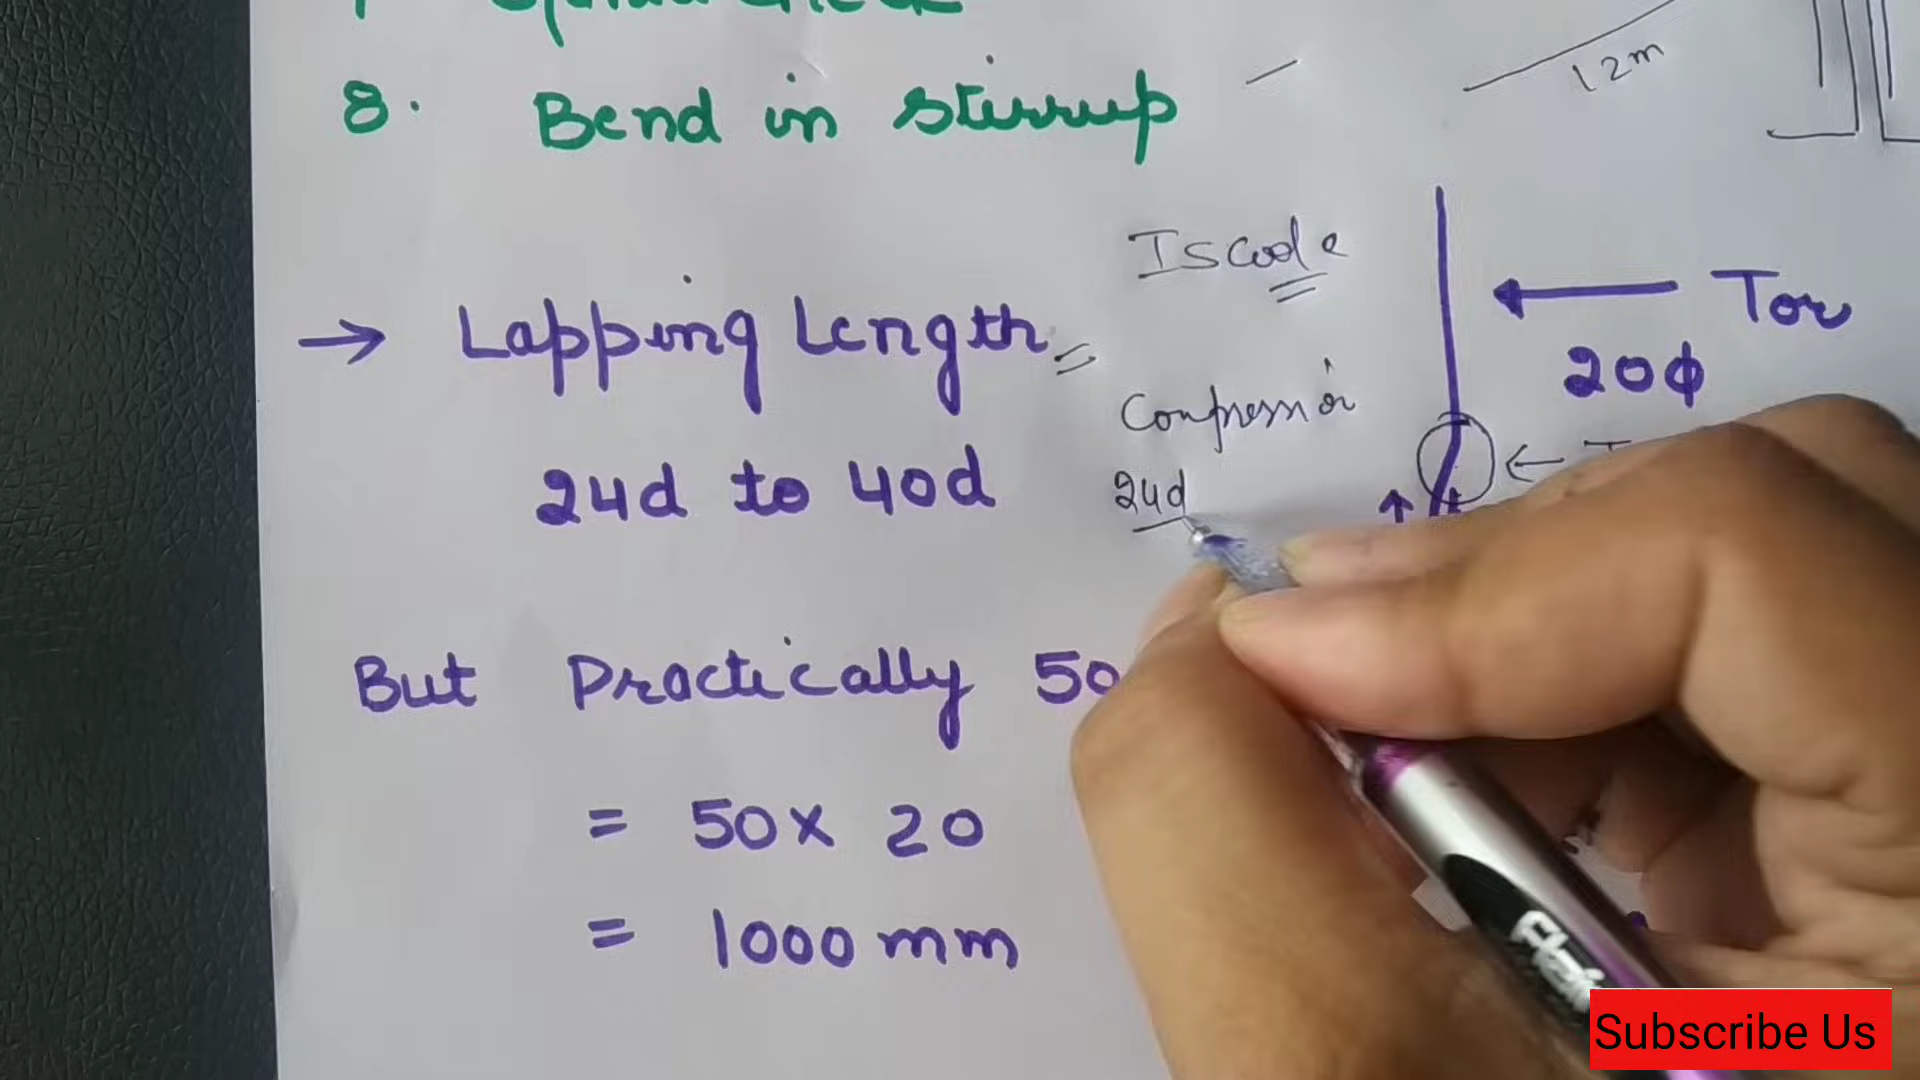 8. Bend in stirrup
12m
IS code
→ Lapping Length =
Tor
20ϕ
Compression
24d to 40d
24d
But Practically 50
= 50 x 20
= 1000 mm
Subscribe Us